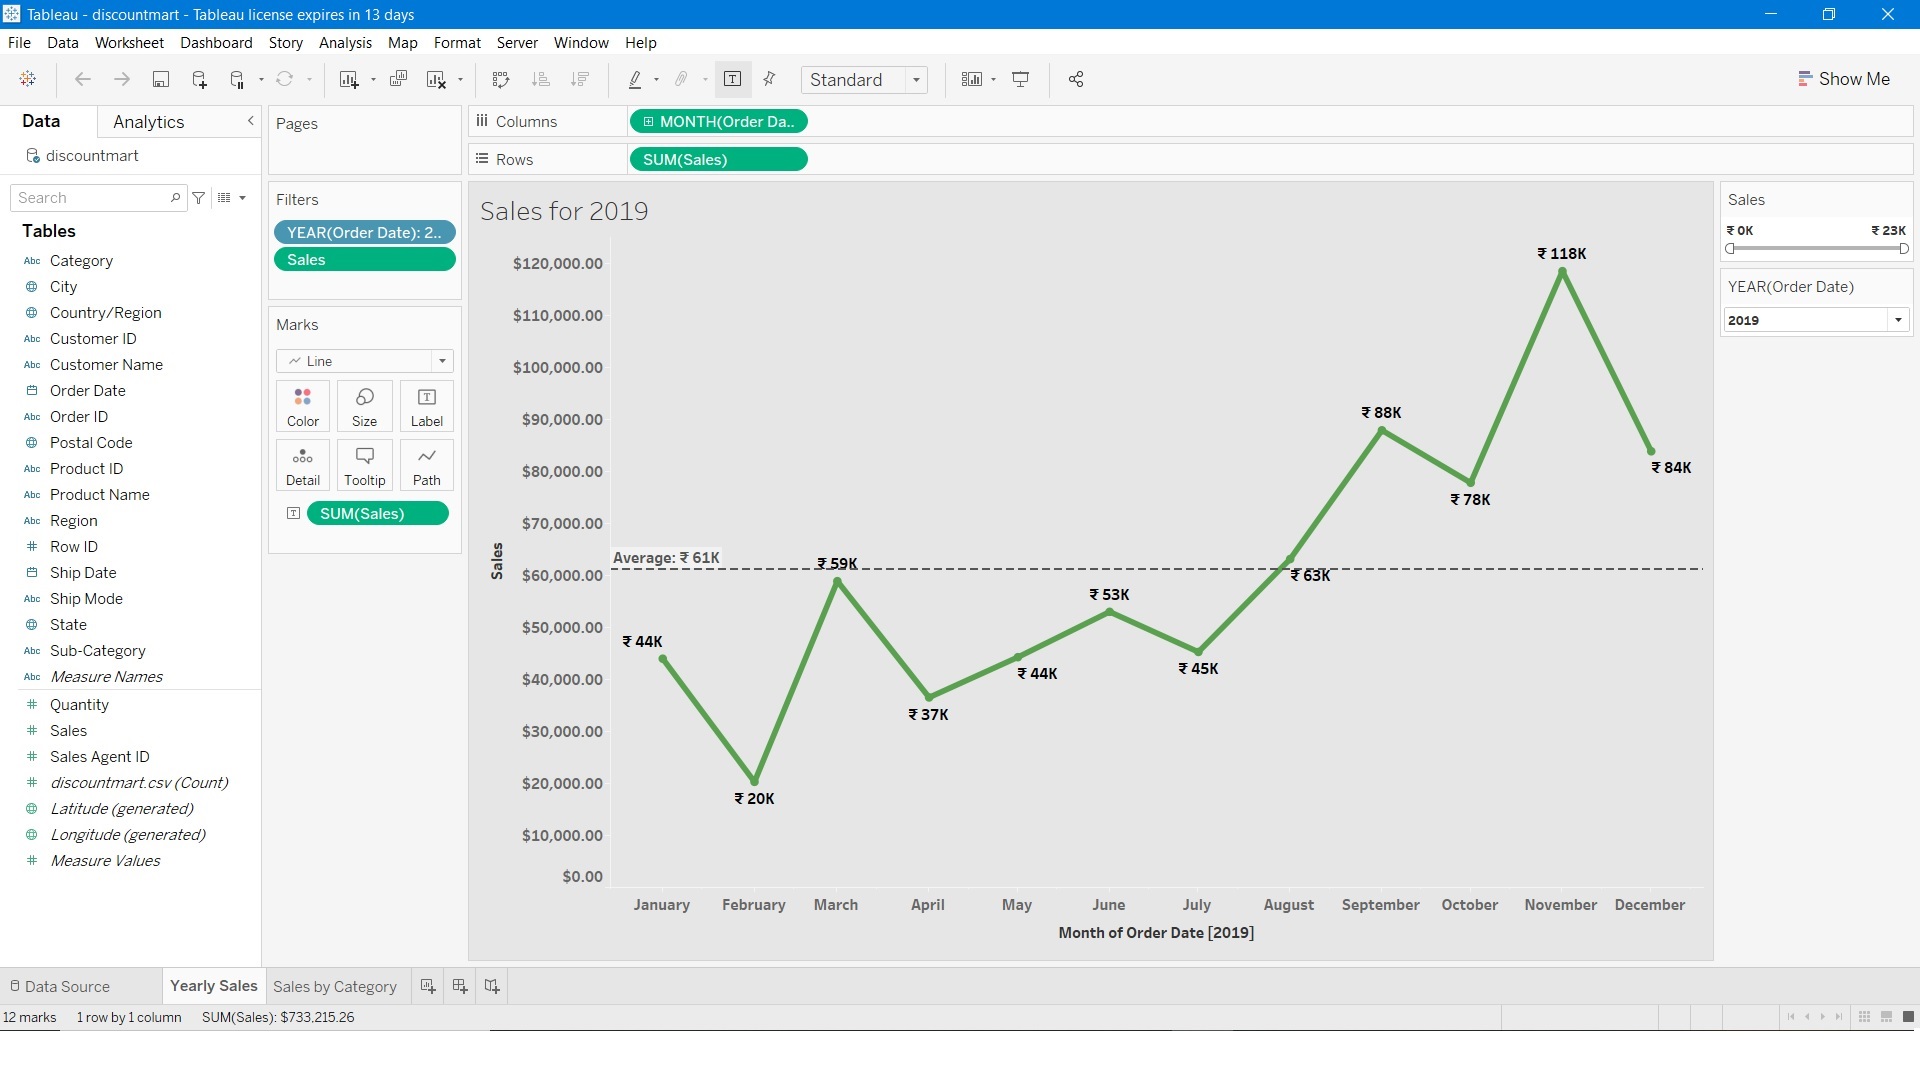 Tableau - discountmart - Tableau license expires in 13 days
File Data Worksheet Dashboard Story Analysis Map Format Server Window Help
Standard
Show Me
Data Analytics
discountmart
Search
Tables
Abc Category
City
Country/Region
Abc Customer ID
Abc Customer Name
Order Date
Abc Order ID
Postal Code
Abc Product ID
Abc Product Name
Abc Region
# Row ID
Ship Date
Abc Ship Mode
State
Abc Sub-Category
Abc Measure Names
# Quantity
# Sales
# Sales Agent ID
# discountmart.csv (Count)
Latitude (generated)
Longitude (generated)
# Measure Values
Pages
Filters
YEAR(Order Date): 2..
Sales
Marks
Line
Color Size Label
Detail Tooltip Path
SUM(Sales)
Columns MONTH(Order Da..
Rows SUM(Sales)
Sales for 2019
Sales
$120,000.00
$110,000.00
$100,000.00
$90,000.00
$80,000.00
$70,000.00
$60,000.00
$50,000.00
$40,000.00
$30,000.00
$20,000.00
$10,000.00
$0.00
Average: ₹ 61K
₹ 44K
₹ 20K
₹ 59K
₹ 37K
₹ 44K
₹ 53K
₹ 45K
₹ 63K
₹ 88K
₹ 78K
₹ 118K
₹ 84K
January February March April May June July August September October November December
Month of Order Date [2019]
Sales
₹ 0K ₹ 23K
YEAR(Order Date)
2019
Data Source Yearly Sales Sales by Category
12 marks 1 row by 1 column SUM(Sales): $733,215.26